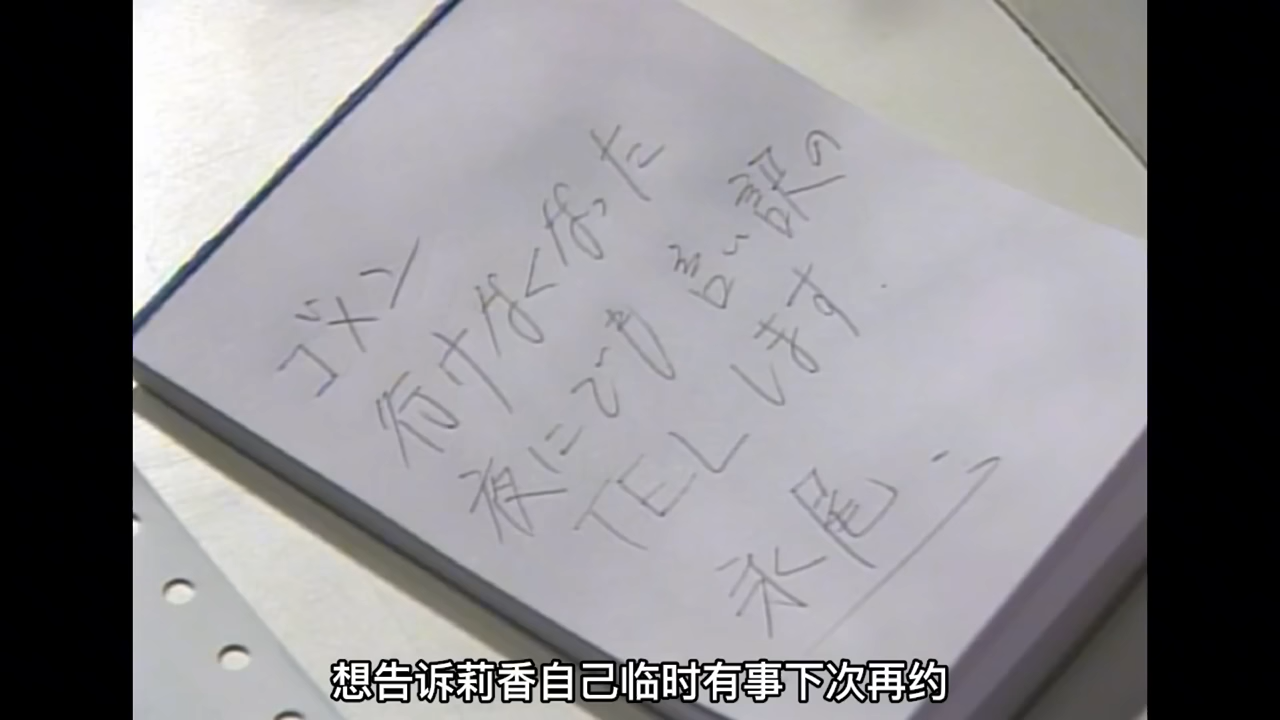 ゴメン
行けなくなった
夜にでも言い訳の
TELします.
永尾
想告诉莉香自己临时有事下次再约